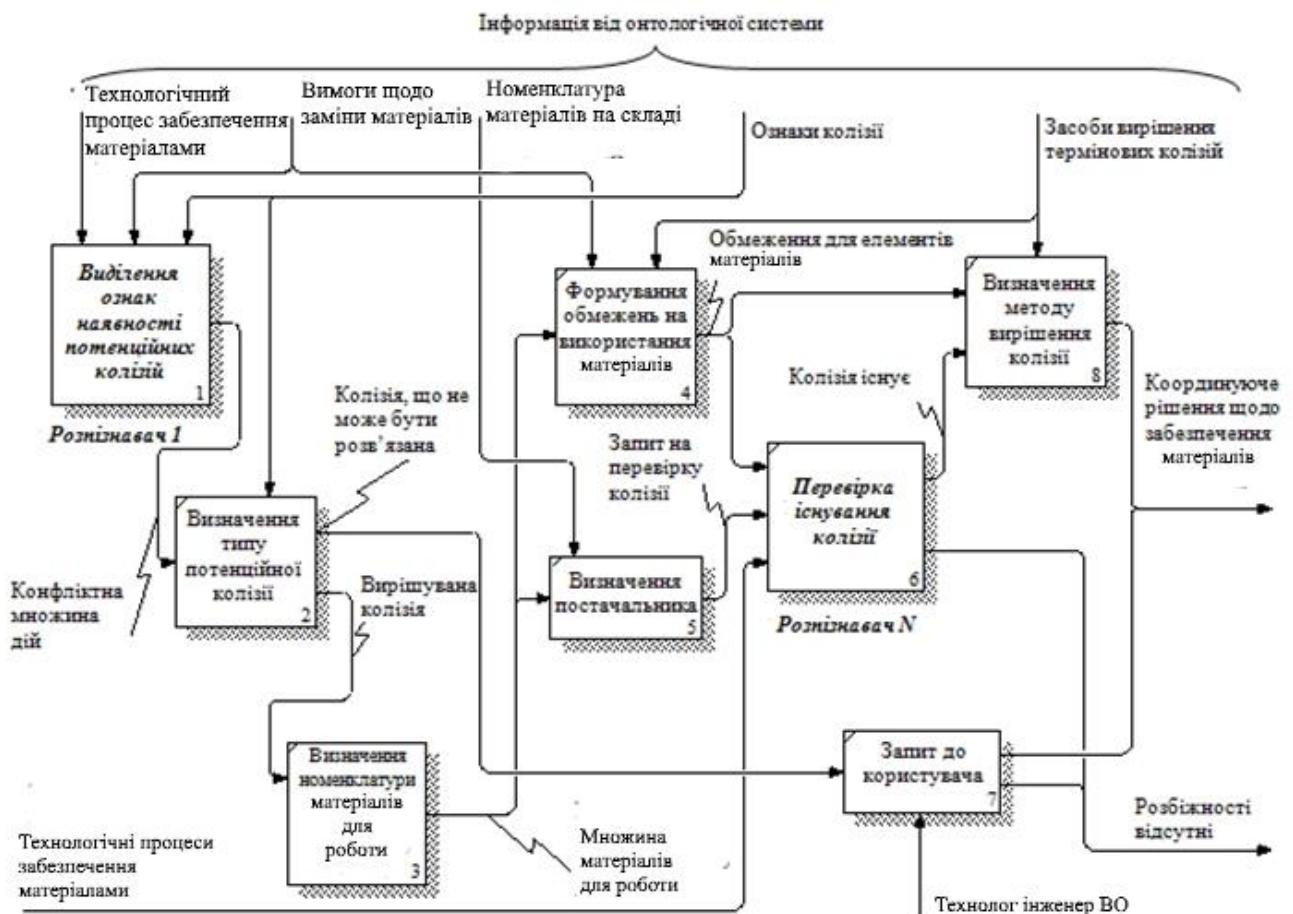 Інформація від онтологічної системи
Технологічний
процес забезпечення
матеріалами
Вимоги щодо
заміни матеріалів
Номенклатура
матеріалів на складі
Ознаки колізії
Засоби вирішення
термінових колізій
Виділення
ознак
наявності
потенційних
колізій
1
Розпізнавач 1
Формування
обмежень на
використання
матеріалів
4
Обмеження для елементів
матеріалів
Визначення
методу
вирішення
колізії
8
Колізія, що не
може бути
розв’язана
Запит на
перевірку
колізії
Колізія існує
Координуюче
рішення щодо
забезпечення
матеріалів
Визначення
типу
потенційної
колізії
2
Перевірка
існування
колізії
6
Розпізнавач N
Конфліктна
множина
дій
Вирішувана
колізія
Визначення
постачальника
5
Визначення
номенклатури
матеріалів
для
роботи
3
Запит до
користувача
7
Розбіжності
відсутні
Технологічні процеси
забезпечення
матеріалами
Множина
матеріалів
для роботи
Технолог інженер ВО